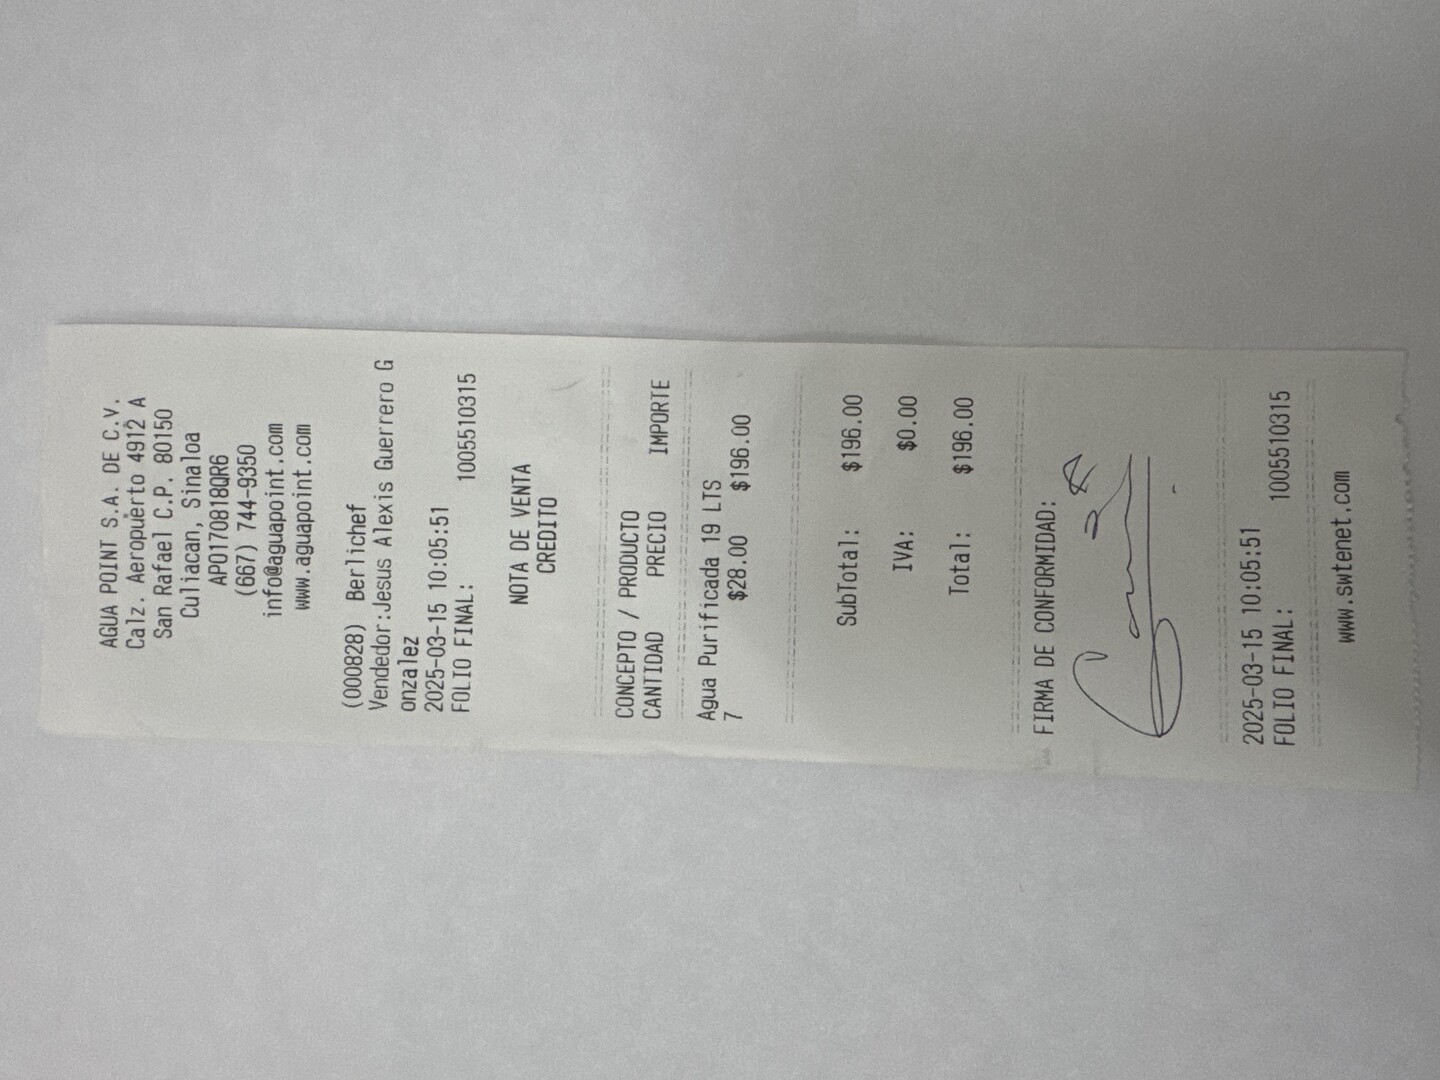 AGUA POINT S.A. DE C.V.
Calz. Aeropuerto 4912 A
San Rafael C.P. 80150
Culiacan, Sinaloa
APO170818QR6
(667) 744-9350
info@aguapoint.com
www.aguapoint.com
(000828) Berlichef
Vendedor:Jesus Alexis Guerrero G
onzalez
2025-03-15 10:05:51
FOLIO FINAL: 1005510315
NOTA DE VENTA
CREDITO
CONCEPTO / PRODUCTO
CANTIDAD PRECIO IMPORTE
Agua Purificada 19 LTS
7 $28.00 $196.00
SubTotal: $196.00
IVA: $0.00
Total: $196.00
FIRMA DE CONFORMIDAD:
2025-03-15 10:05:51
FOLIO FINAL: 1005510315
www.swtenet.com